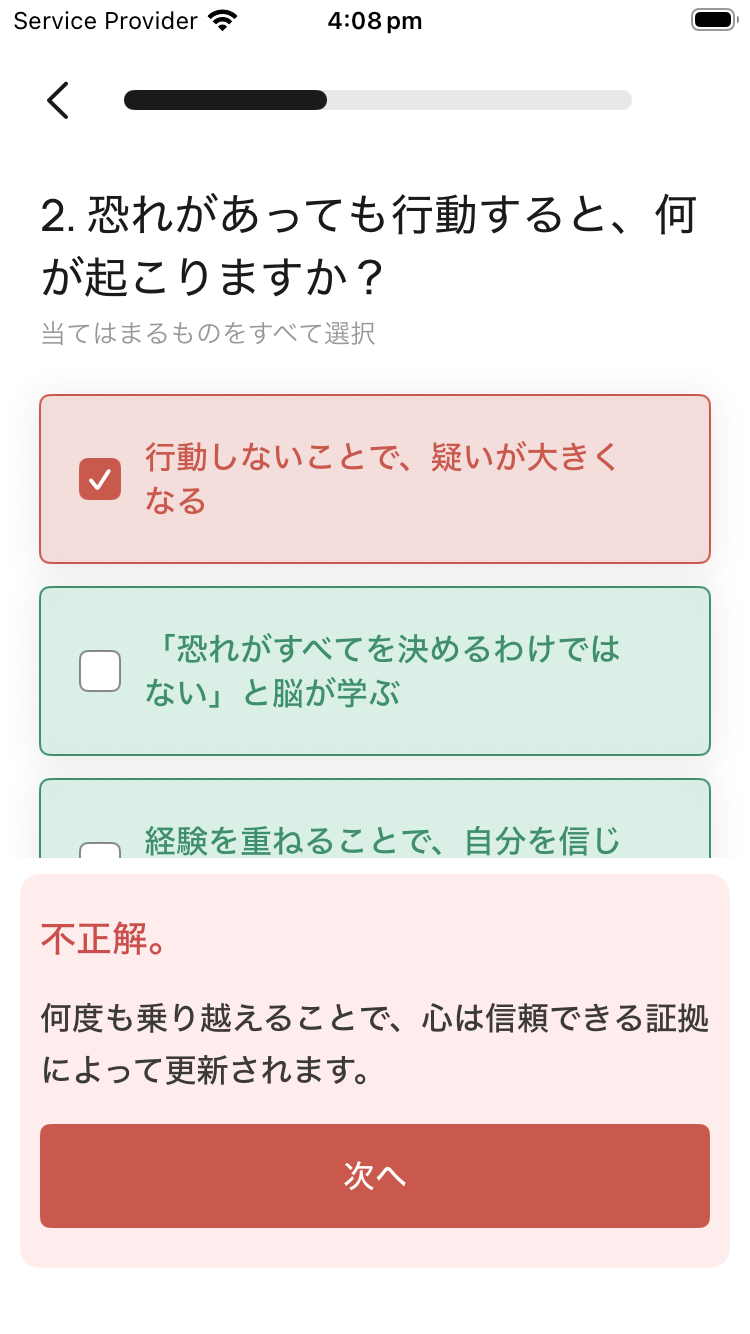 Service Provider 4:08 pm
2. 恐れがあっても行動すると、何
が起こりますか？
当てはまるものをすべて選択
行動しないことで、疑いが大きく
なる
「恐れがすべてを決めるわけでは
ない」と脳が学ぶ
経験を重ねることで、自分を信じ
不正解。
何度も乗り越えることで、心は信頼できる証拠
によって更新されます。
次へ